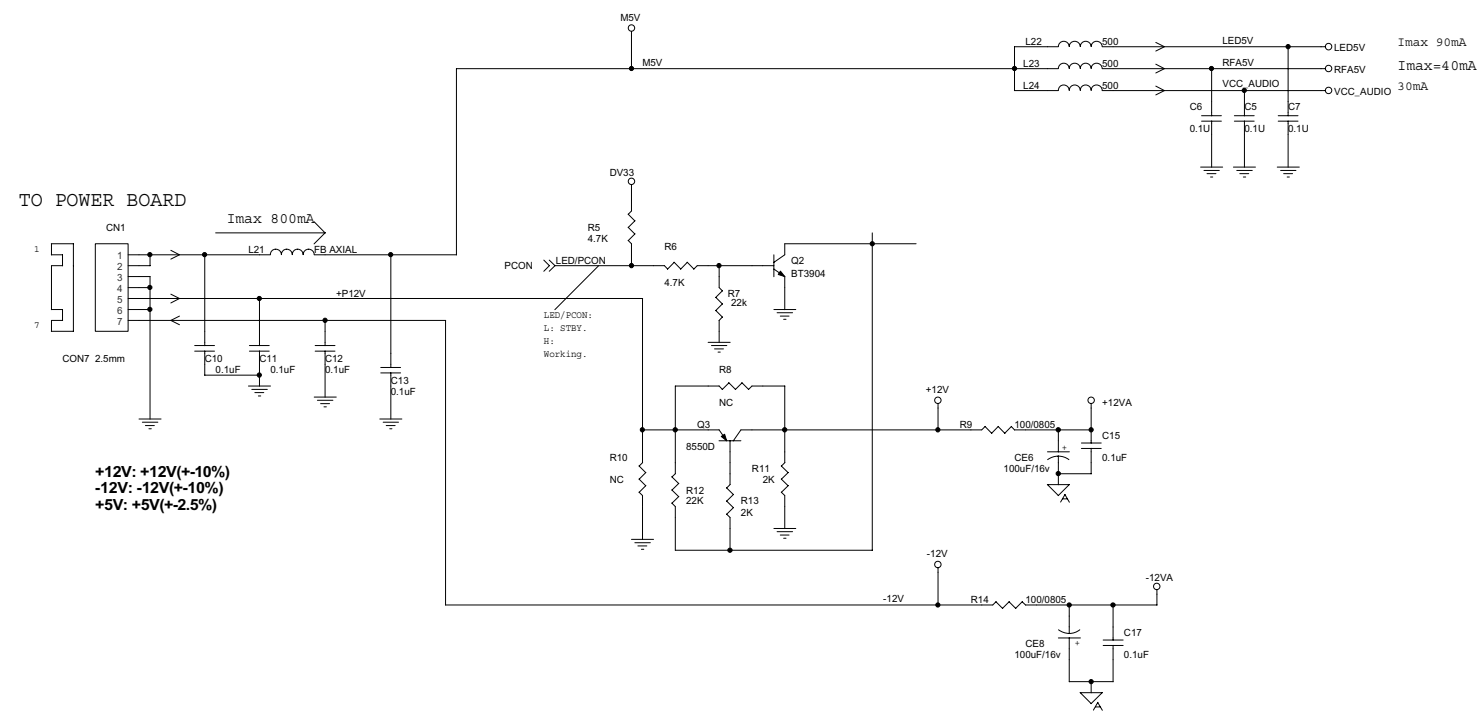 M5V
M5V
L22 500 LED5V LED5V Imax 90mA
L23 500 RFA5V RFA5V Imax=40mA
L24 500 VCC_AUDIO VCC_AUDIO 30mA
C6 C5 C7
0.1U 0.1U 0.1U
TO POWER BOARD
CN1
Imax 800mA
L21 FB AXIAL
1
1
2
3
4
5
6
7
7
CON7 2.5mm
+P12V
C10
0.1uF
C11
0.1uF
C12
0.1uF
C13
0.1uF
DV33
R5
4.7K
R6
4.7K
PCON LED/PCON
R7
22k
Q2
BT3904
LED/PCON:
L: STBY.
H:
Working.
R8
NC
Q3
8550D
R10
NC
R12
22K
R13
2K
R11
2K
+12V
R9 100/0805
+12VA
CE6
100uF/16v
C15
0.1uF
A
+12V: +12V(+-10%)
-12V: -12V(+-10%)
+5V: +5V(+-2.5%)
-12V
-12V
R14 100/0805
-12VA
CE8
100uF/16v
C17
0.1uF
A